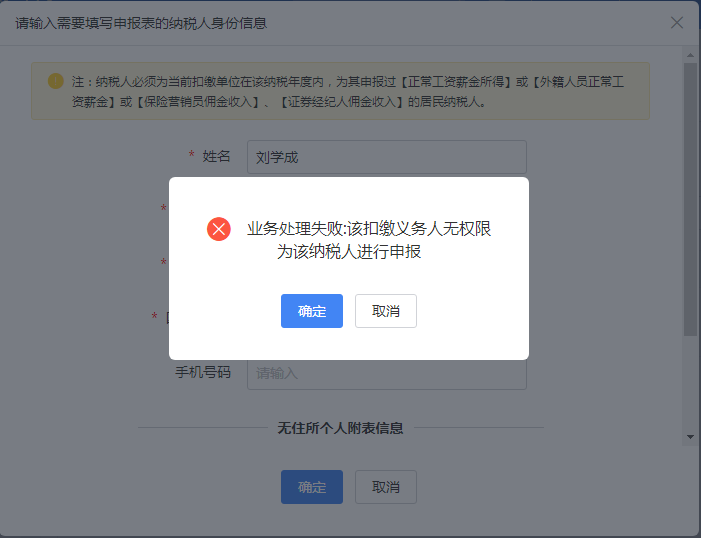 请输入需要填写申报表的纳税人身份信息
注：纳税人必须为当前扣缴单位在该纳税年度内，为其申报过【正常工资薪金所得】或【外籍人员正常工
资薪金】或【保险营销员佣金收入】、【证券经纪人佣金收入】的居民纳税人。
* 姓名
刘学成
*
业务处理失败:该扣缴义务人无权限
为该纳税人进行申报
*
确定
取消
*
手机号码
请输入
无住所个人附表信息
确定
取消